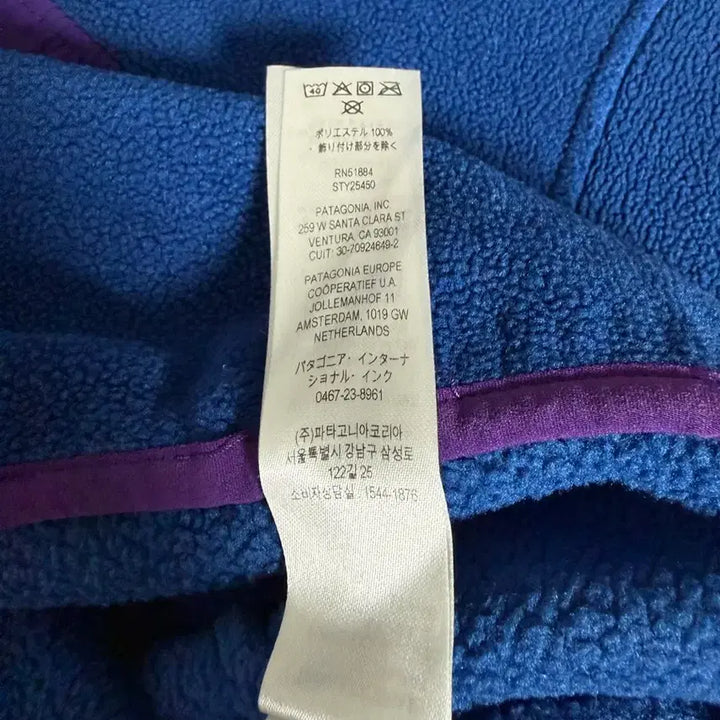 40
ポリエステル 100%
・飾り付け部分を除く
RN51884
STY25450
PATAGONIA, INC
259 W SANTA CLARA ST
VENTURA, CA 93001
CUIT: 30-70924649-2
PATAGONIA EUROPE
COÖPERATIEF U.A.
JOLLEMANHOF 11
AMSTERDAM, 1019 GW
NETHERLANDS
パタゴニア・インターナ
ショナル・インク
0467-23-8961
(주)파타고니아코리아
서울특별시 강남구 삼성로
122길 25
소비자상담실 1544-1876